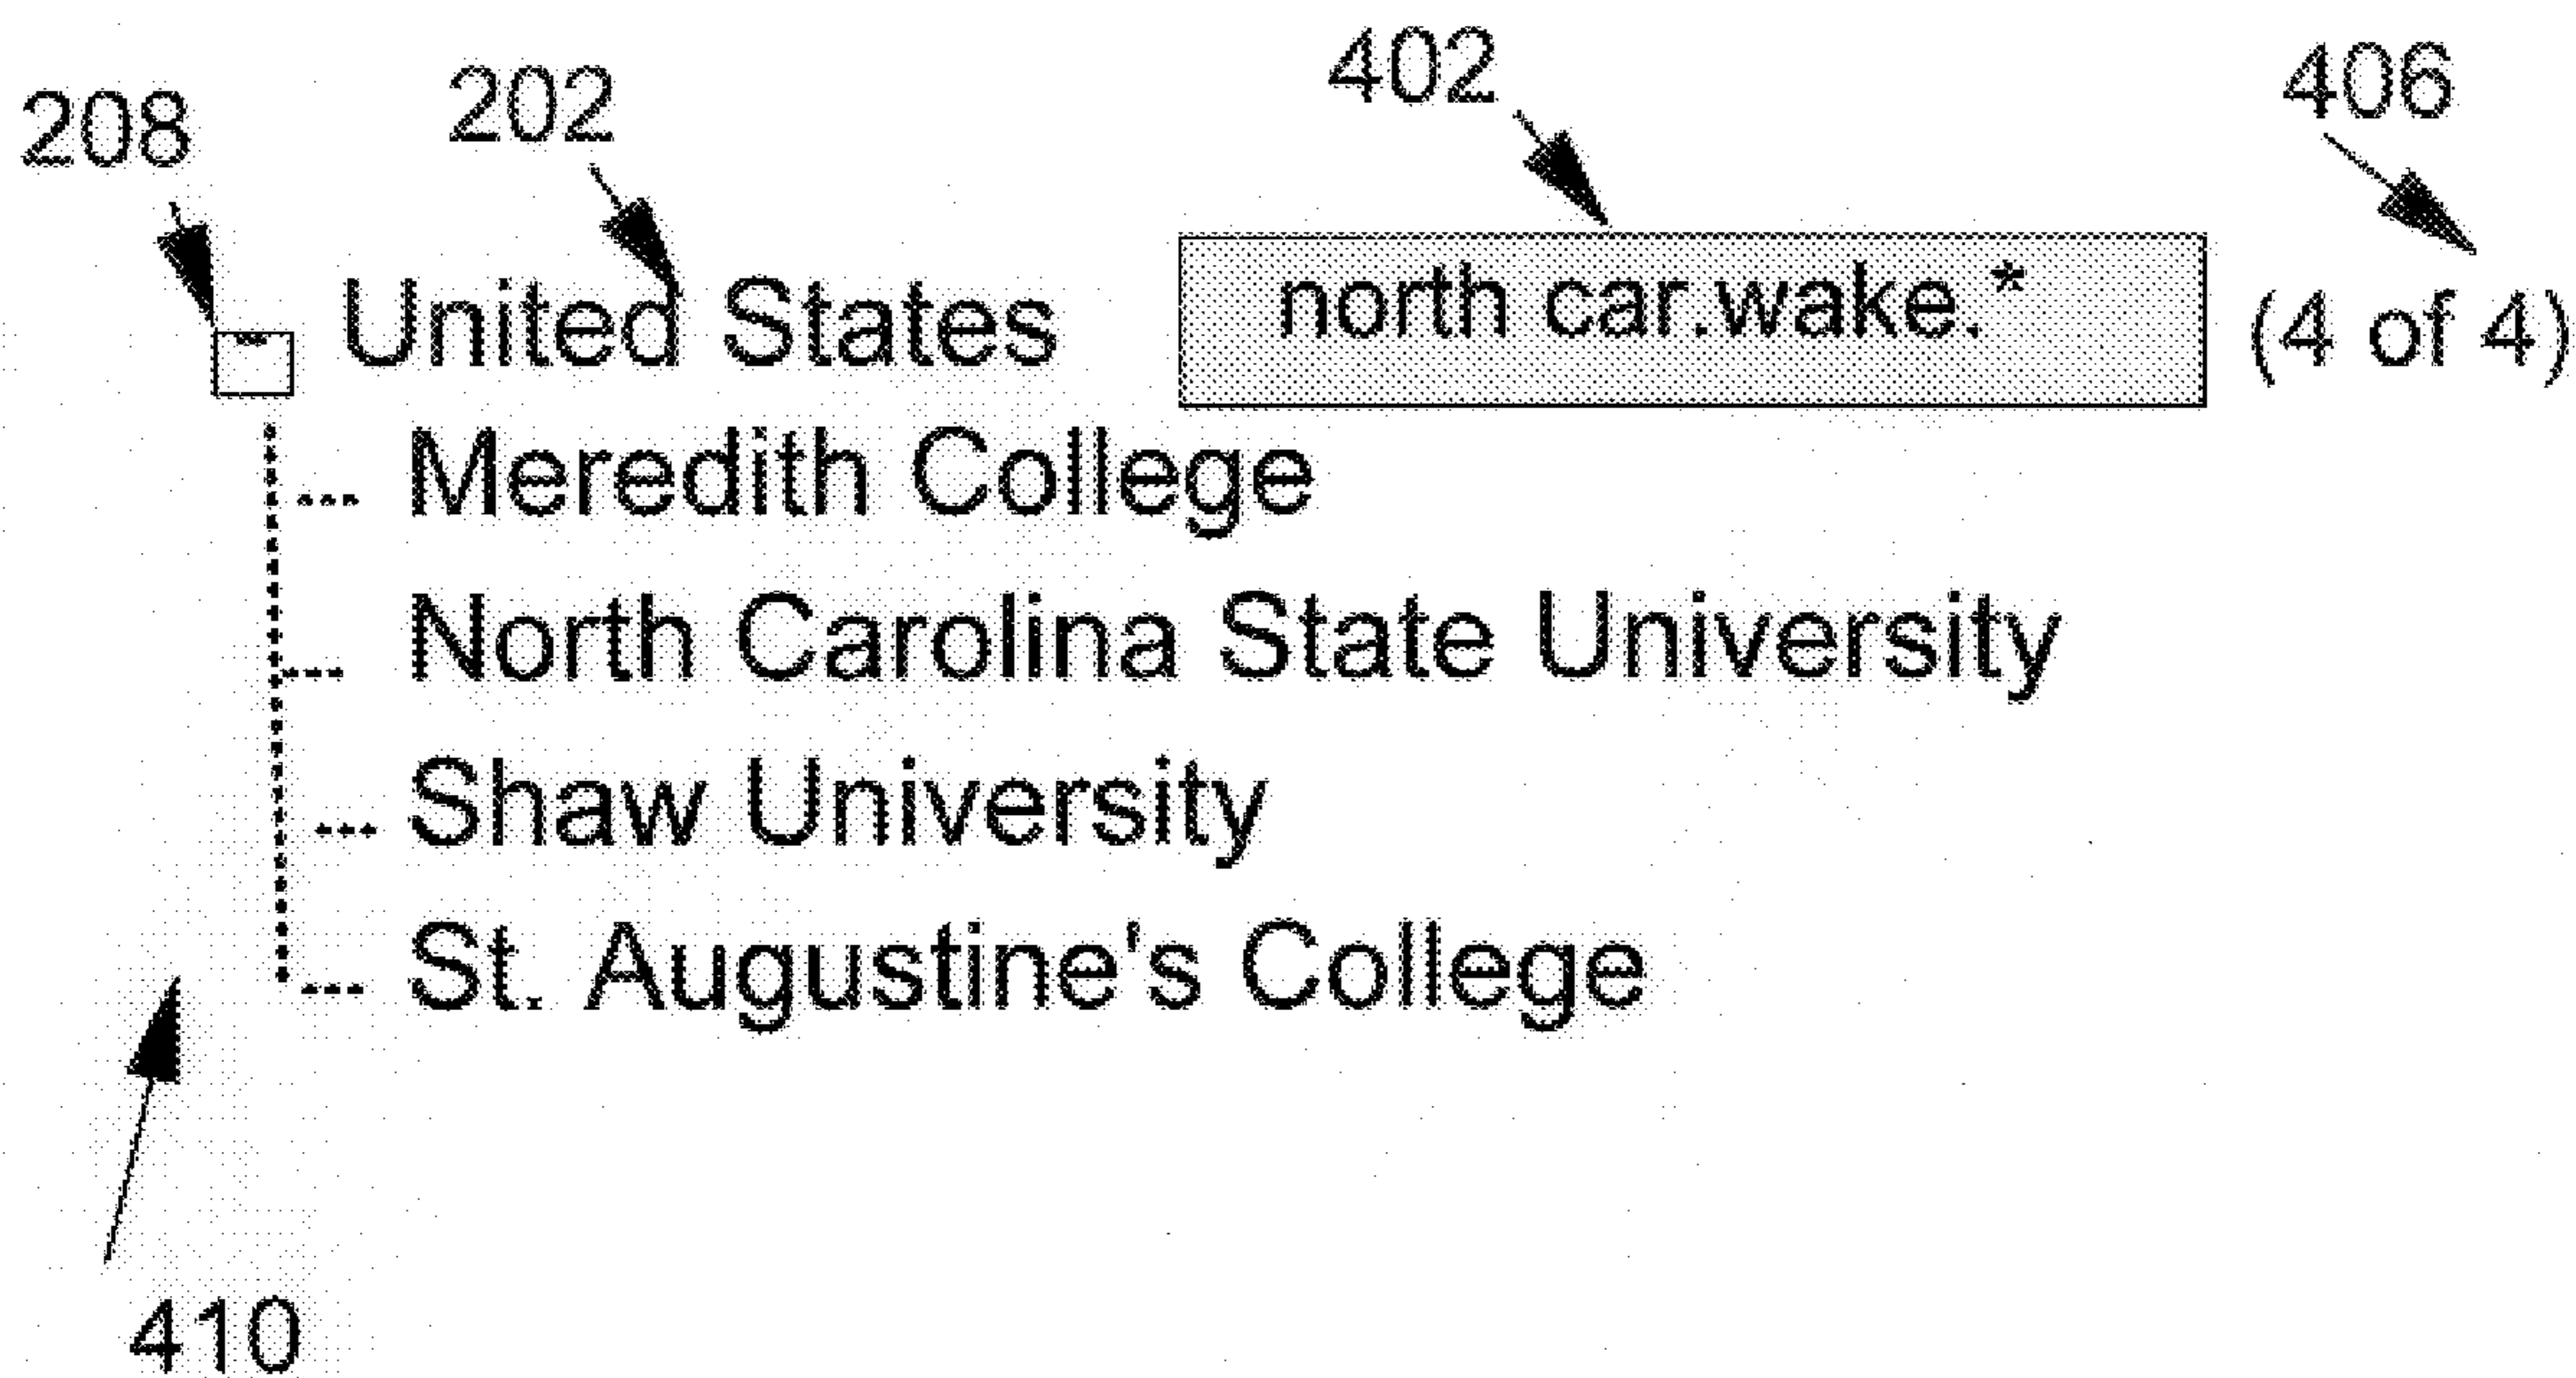 208 202 402 406
United States north car.wake.* (4 of 4)
... Meredith College
... North Carolina State University
... Shaw University
... St. Augustine's College
410